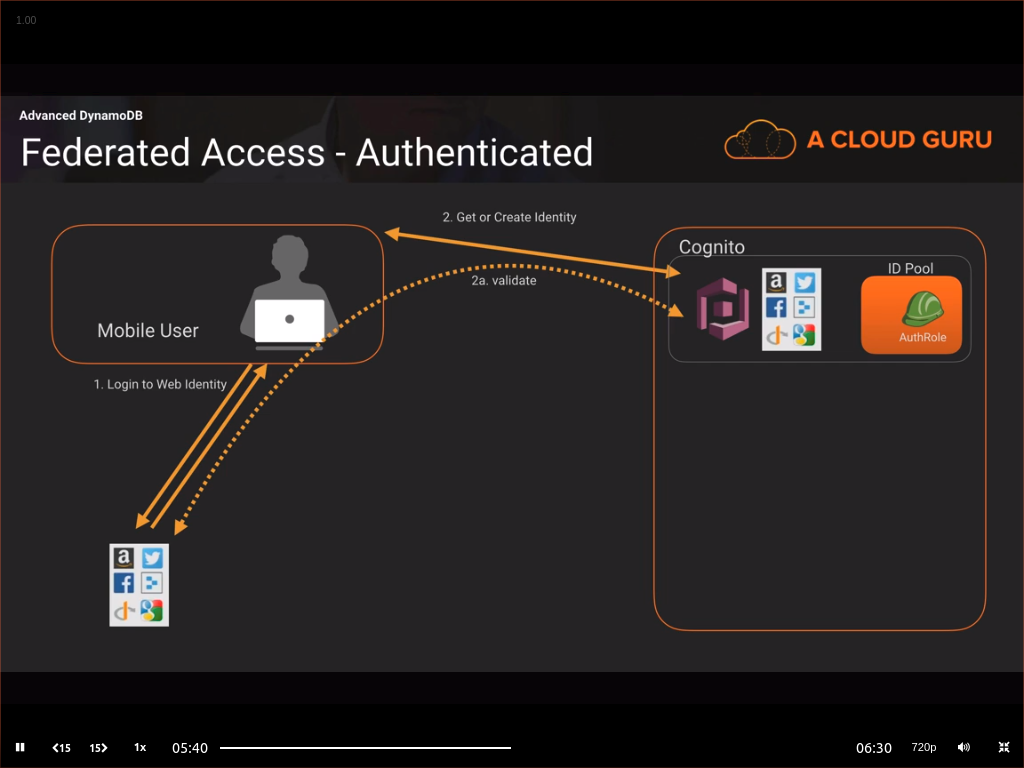 1.00
Advanced DynamoDB
Federated Access - Authenticated
A CLOUD GURU
2. Get or Create Identity
Cognito
ID Pool
2a. validate
a
Mobile User
AuthRole
1. Login to Web Identity
a
15
15
1x
05:40
06:30
720p